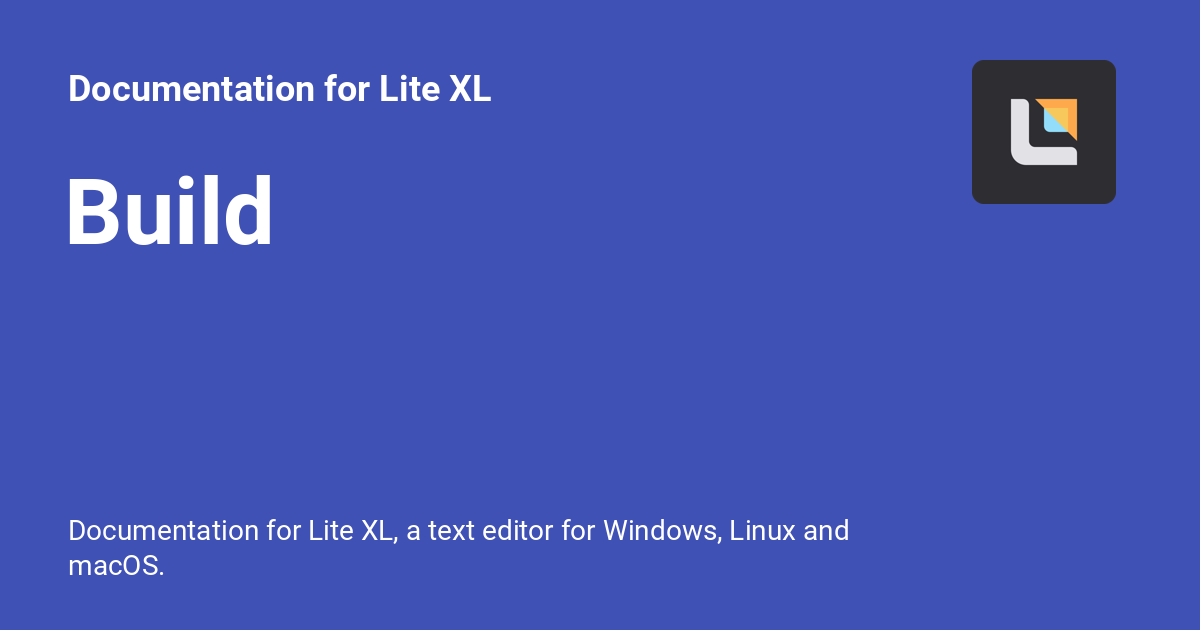 Documentation for Lite XL
Build
Documentation for Lite XL, a text editor for Windows, Linux and
macOS.